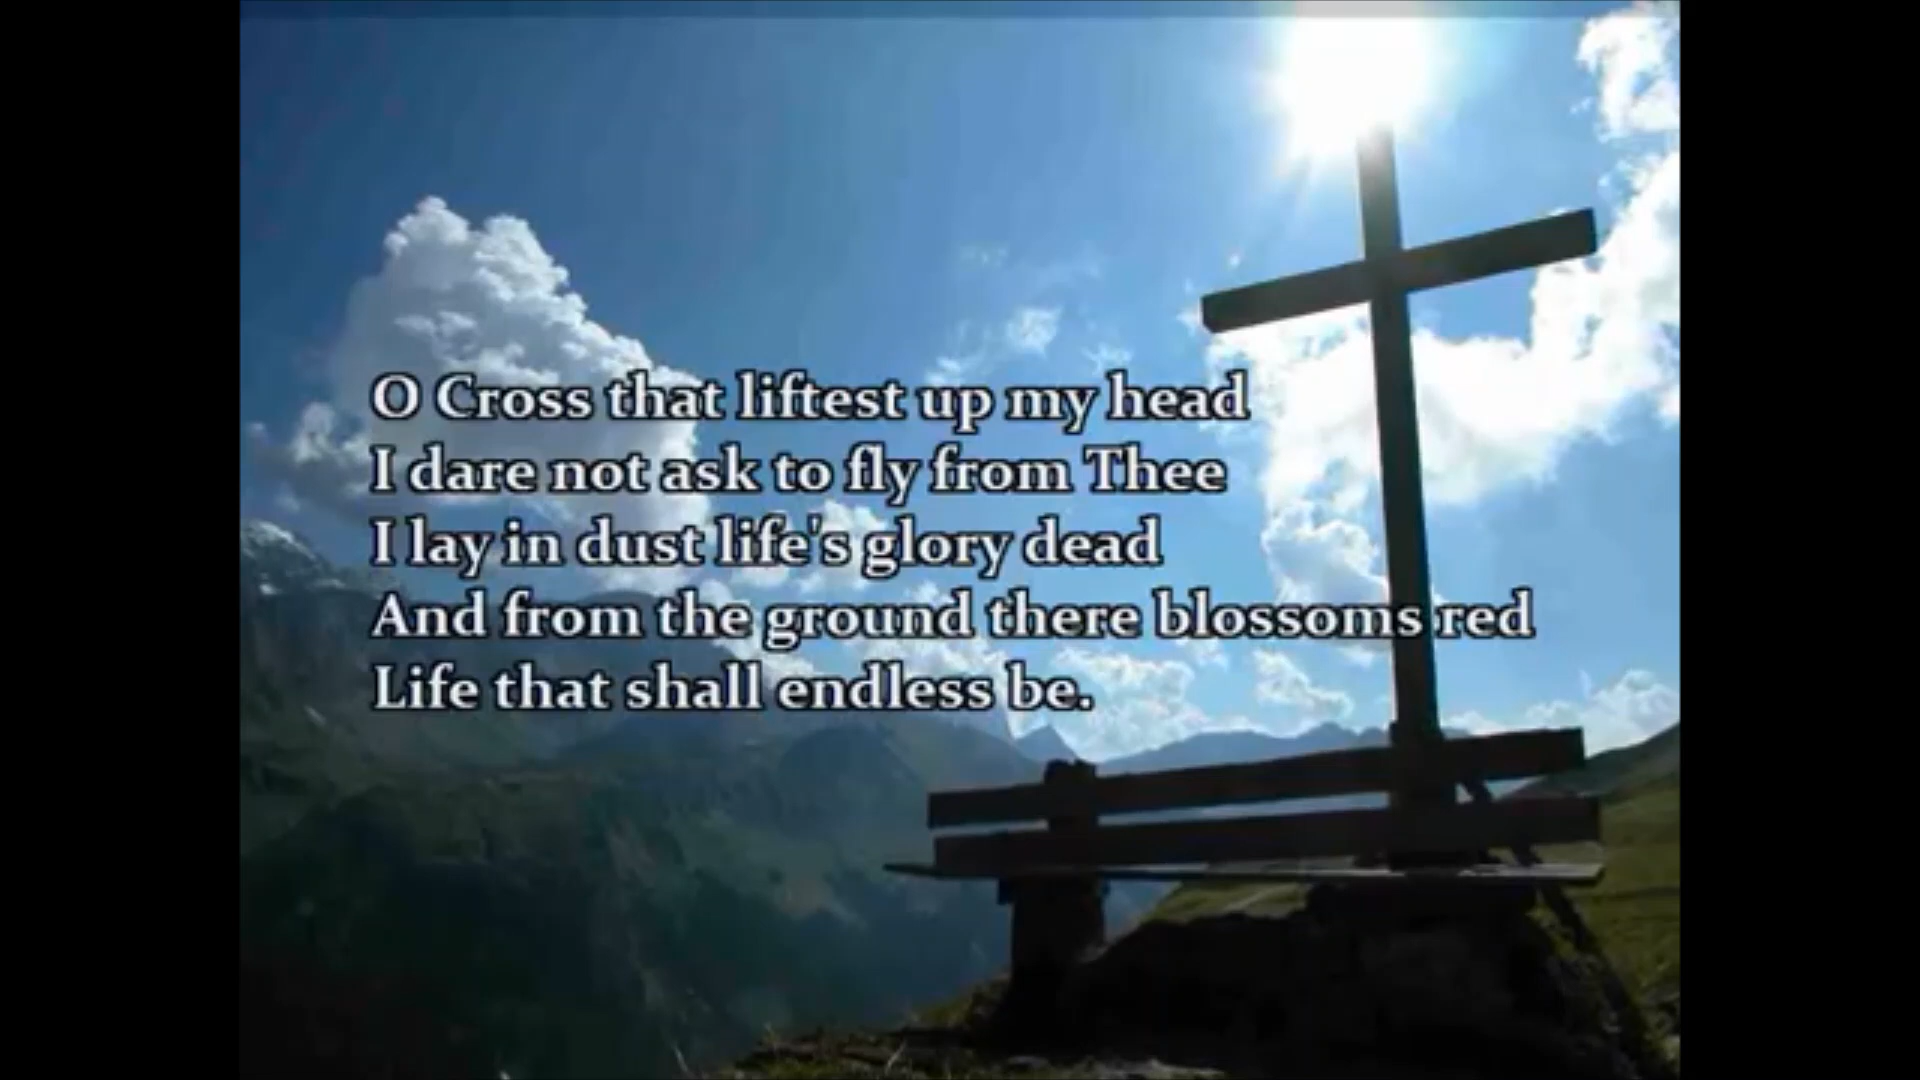 O Cross that liftest up my head
I dare not ask to fly from Thee
I lay in dust life's glory dead
And from the ground there blossoms red
Life that shall endless be.